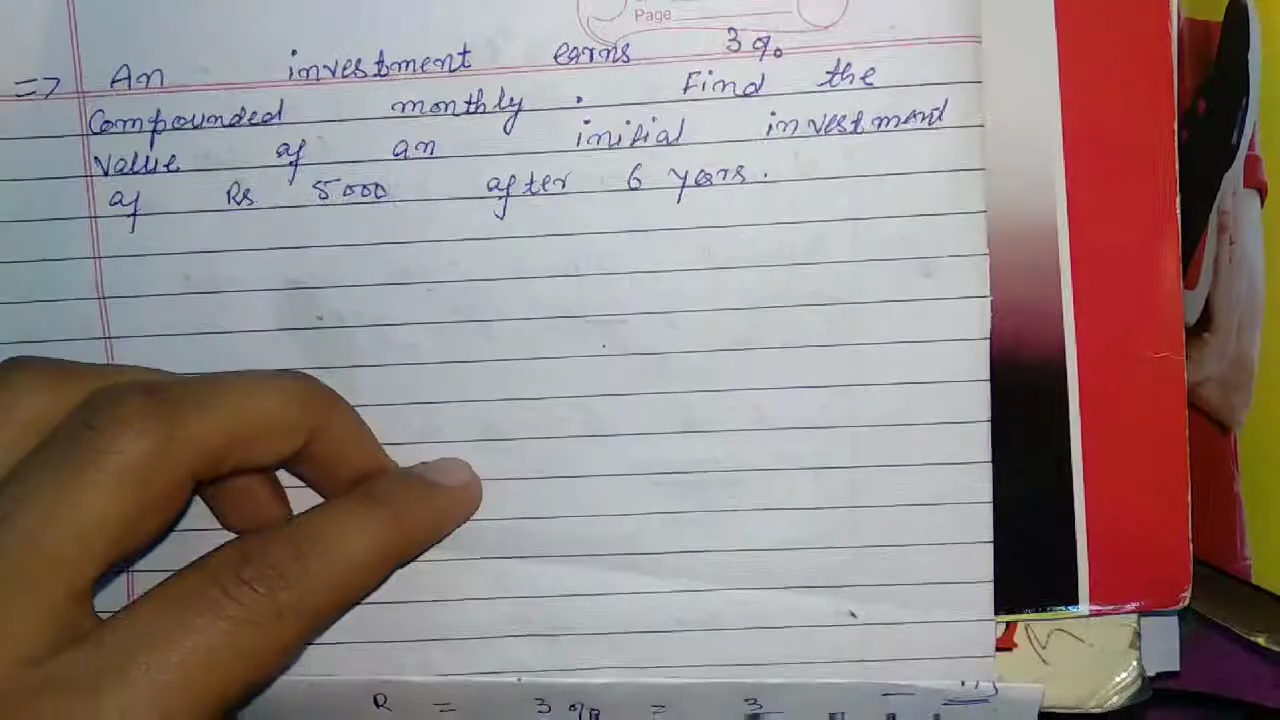 Page
=> An investment earns 3%
Compounded monthly. Find the
value of an initial investment
of Rs 5000 after 6 years.
R = 3% = 3